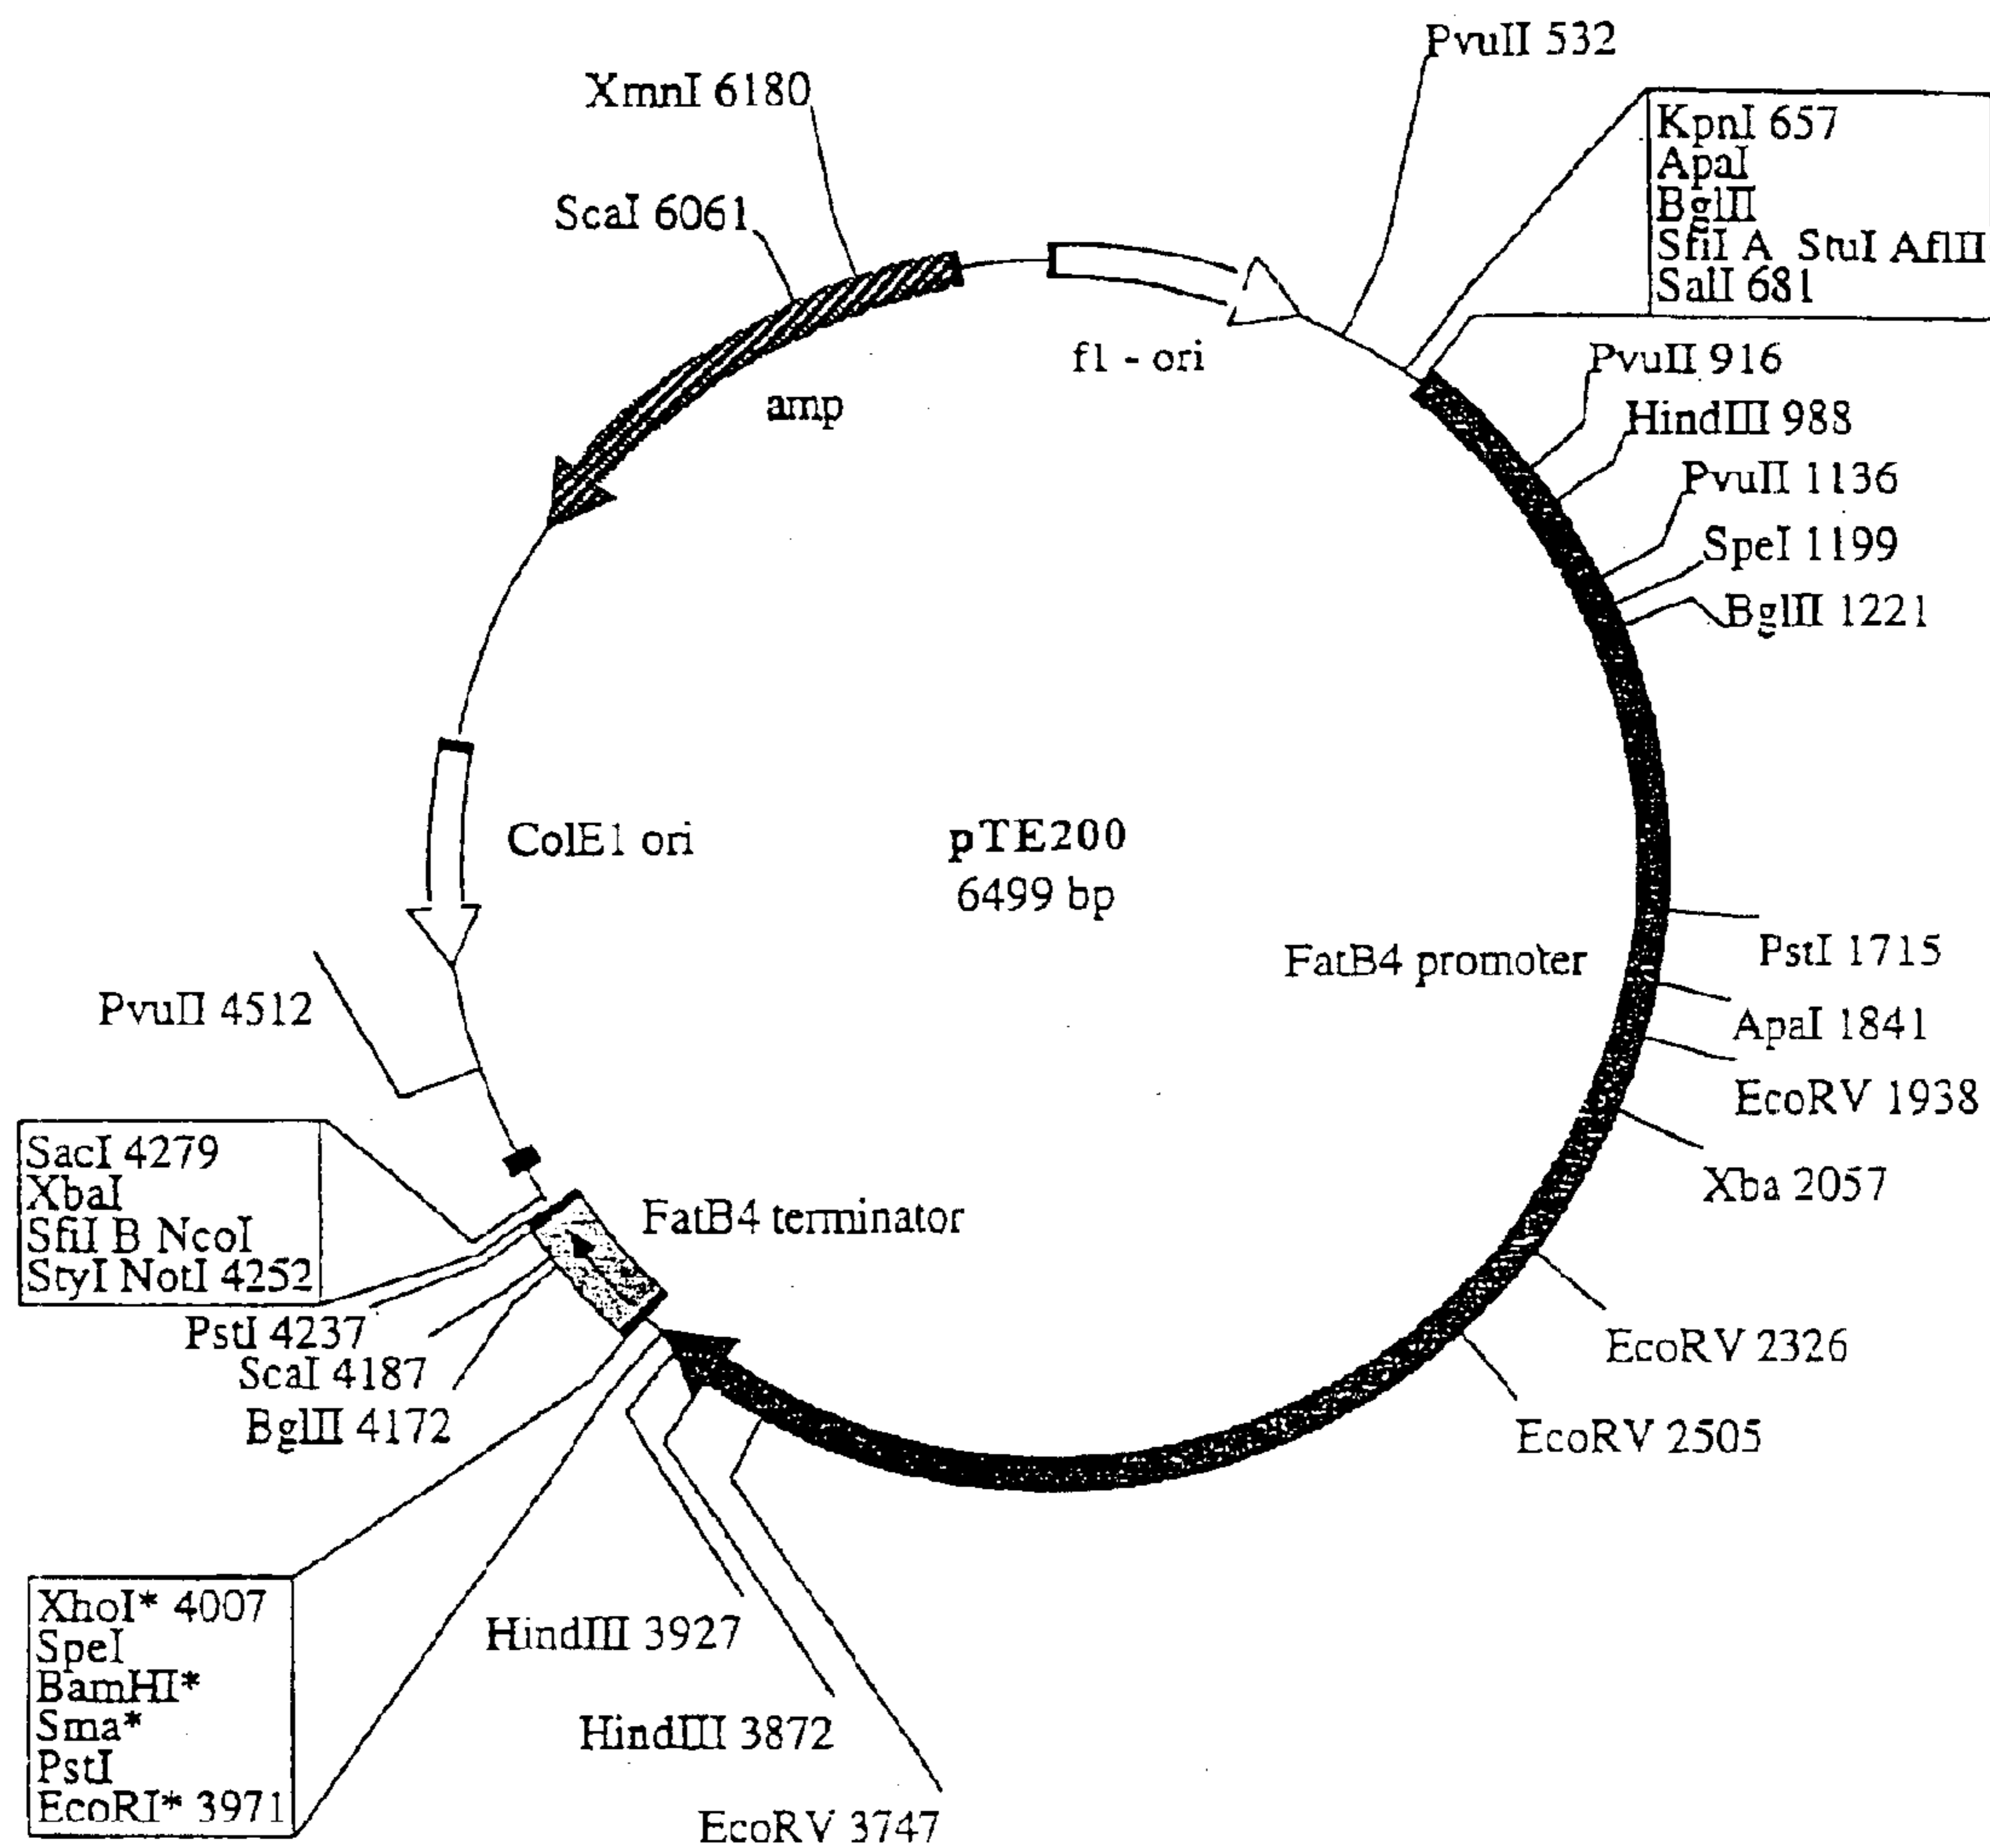 PvuII 532
XmnI 6180
KpnI 657
ApaI
BglII
SfiI A StuI AflII
SalI 681
ScaI 6061
f1 - ori
PvuII 916
amp
HindIII 988
PvuII 1136
SpeI 1199
BglII 1221
ColE1 ori
pTE200
6499 bp
FatB4 promoter
PstI 1715
PvuII 4512
ApaI 1841
EcoRV 1938
SacI 4279
XbaI
SfiI B NcoI
StyI NotI 4252
Xba 2057
FatB4 terminator
PstI 4237
ScaI 4187
BglII 4172
EcoRV 2326
EcoRV 2505
XhoI* 4007
SpeI
BamHI*
Sma*
PstI
EcoRI* 3971
HindIII 3927
HindIII 3872
EcoRV 3747